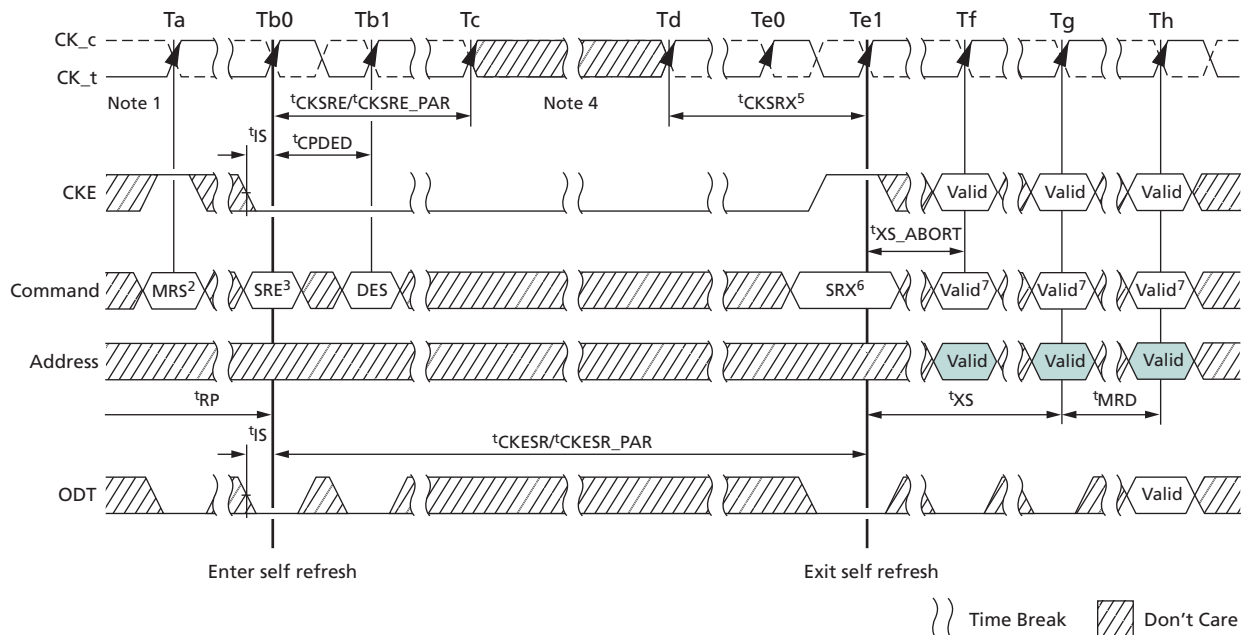 Ta Tb0 Tb1 Tc Td Te0 Te1 Tf Tg Th
CK_c
CK_t
Note 1 tCKSRE/tCKSRE_PAR Note 4 tCKSRX5
tIS tCPDED
CKE Valid Valid Valid
tXS_ABORT
Command MRS2 SRE3 DES SRX6 Valid7 Valid7 Valid7
Address Valid Valid Valid
tRP tXS tMRD
tIS tCKESR/tCKESR_PAR
ODT Valid
Enter self refresh Exit self refresh
Time Break Don't Care